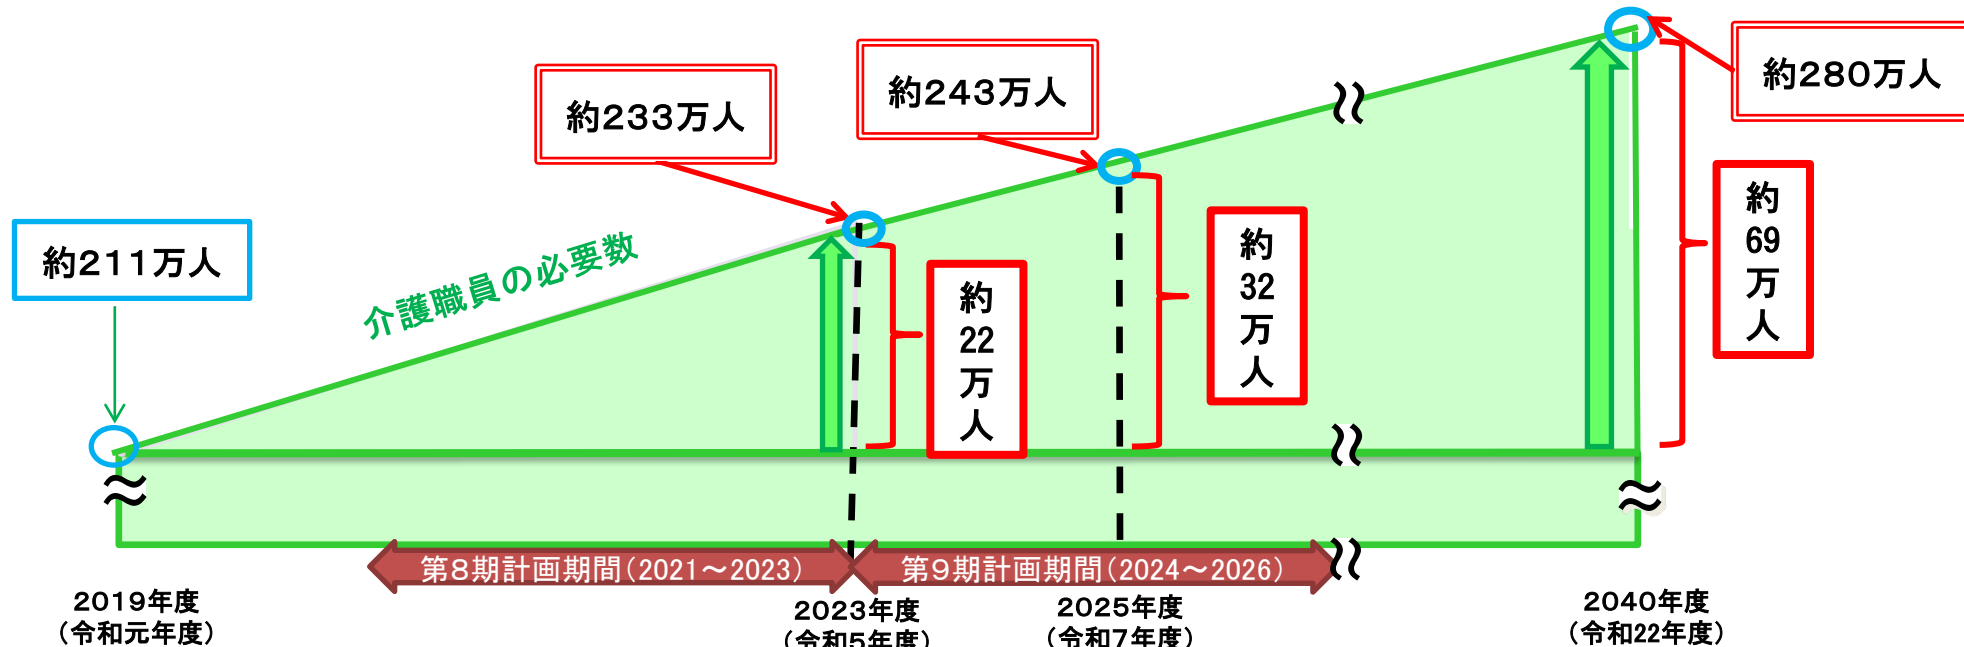 約280万人
約243万人
約233万人
約211万人
介護職員の必要数
約
22
万
人
約
32
万
人
約
69
万
人
第8期計画期間(2021～2023)
第9期計画期間(2024～2026)
2019年度
(令和元年度)
2023年度
(令和5年度)
2025年度
(令和7年度)
2040年度
(令和22年度)